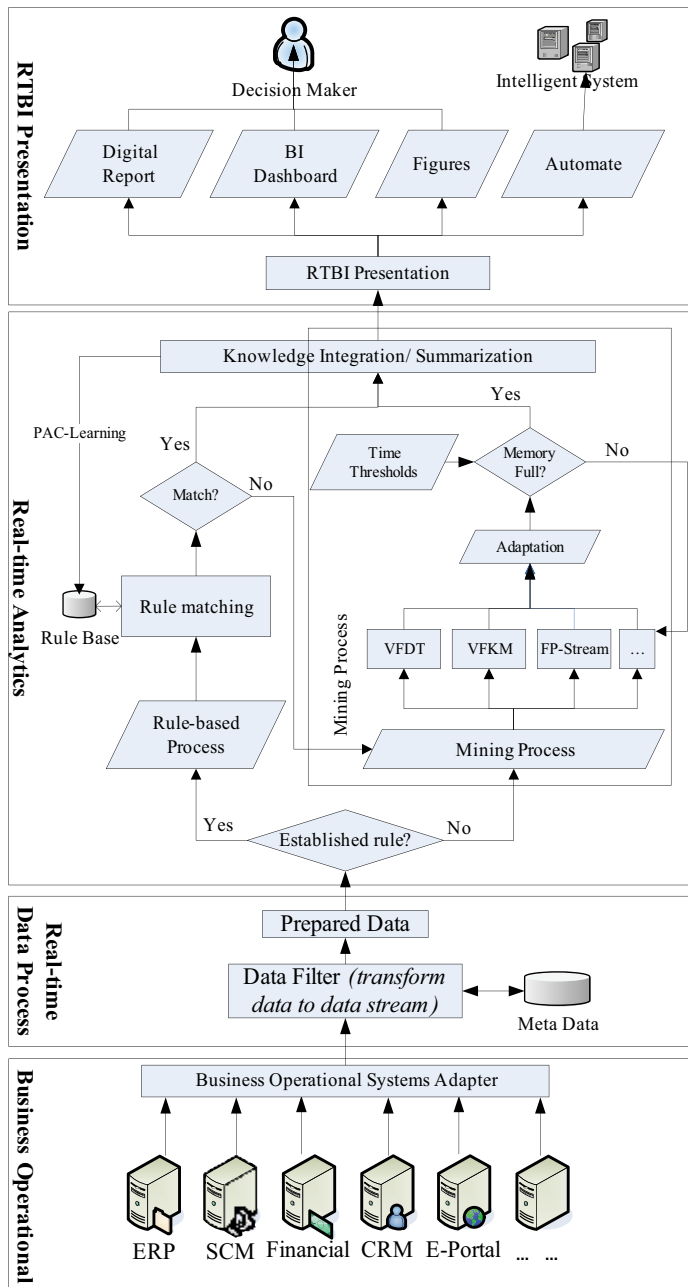 RTBI Presentation
Decision Maker
Intelligent System
Digital
Report
BI
Dashboard
Figures
Automate
RTBI Presentation
Real-time Analytics
Knowledge Integration/ Summarization
PAC-Learning
Yes
Yes
Time
Thresholds
Memory
Full?
No
Match?
No
Adaptation
Rule matching
Rule Base
Mining Process
VFDT
VFKM
FP-Stream
...
Rule-based
Process
Mining Process
Yes
Established rule?
No
Real-time
Data Process
Prepared Data
Data Filter (transform
data to data stream)
Meta Data
Business Operational
Business Operational Systems Adapter
ERP
SCM
Financial
CRM
E-Portal
... ...